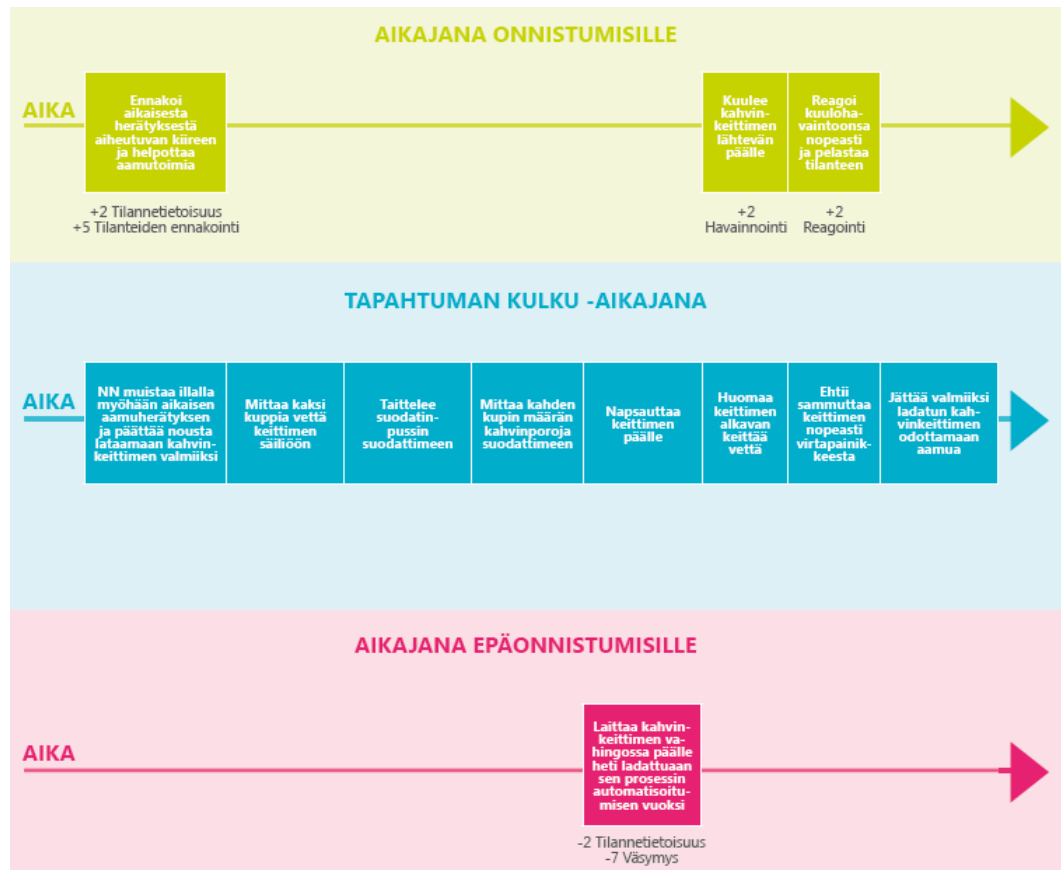 AIKAJANA ONNISTUMISILLE
AIKA
Ennakoi
aikaisesta
herätyksestä
aiheutuvan kiireen
ja helpottaa
aamutoimia
Kuulee
kahvin-
keittimen
lähtevän
päälle
Reagoi
kuuloha-
vaintoonsa
nopeasti
ja pelastaa
tilanteen
+2 Tilannetietoisuus
+5 Tilanteiden ennakointi
+2
Havainnointi
+2
Reagointi
TAPAHTUMAN KULKU -AIKAJANA
AIKA
NN muistaa illalla
myöhään aikaisen
aamuherätyksen
ja päättää nousta
lataamaan kahvin-
keittimen valmiiksi
Mittaa kaksi
kuppia vettä
keittimen
säiliöön
Taittelee
suodatin-
pussin
suodattimeen
Mittaa kahden
kupin määrän
kahvinporoja
suodattimeen
Napsauttaa
keittimen
päälle
Huomaa
keittimen
alkavan
keittää
vettä
Ehtii
sammuttaa
keittimen
nopeasti
virtapainik-
keesta
Jättää valmiiksi
ladatun kah-
vinkeittimen
odottamaan
aamua
AIKAJANA EPÄONNISTUMISILLE
AIKA
Laittaa kahvin-
keittimen va-
hingossa päälle
heti ladattuaan
sen prosessin
automatisoitu-
misen vuoksi
-2 Tilannetietoisuus
-7 Väsymys